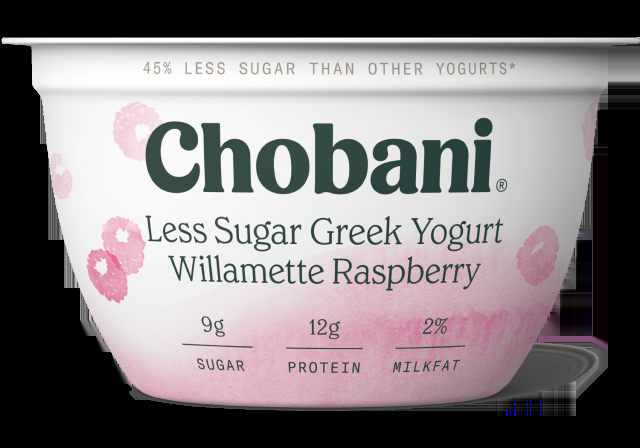 45% LESS SUGAR THAN OTHER YOGURTS*
Chobani®
Less Sugar Greek Yogurt
Willamette Raspberry
9g 12g 2%
SUGAR PROTEIN MILKFAT